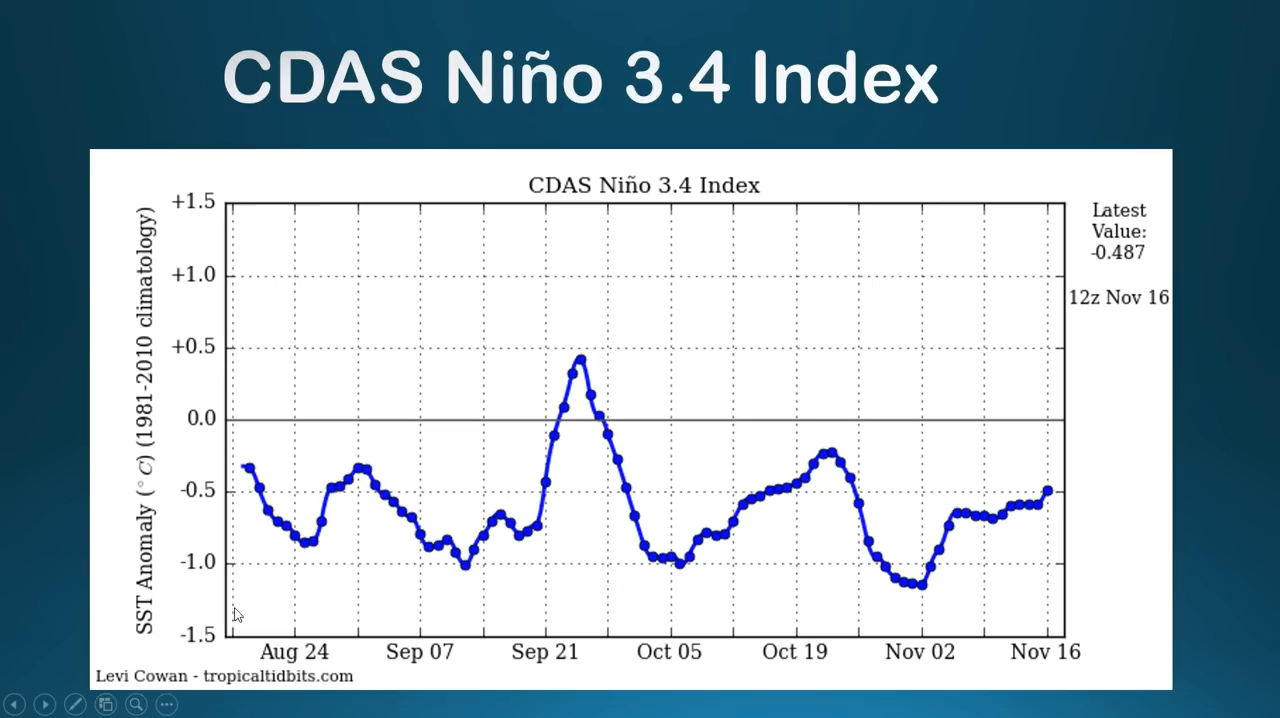 CDAS Niño 3.4 Index
CDAS Niño 3.4 Index
+1.5
+1.0
+0.5
0.0
-0.5
-1.0
-1.5
SST Anomaly (°C) (1981-2010 climatology)
Aug 24 Sep 07 Sep 21 Oct 05 Oct 19 Nov 02 Nov 16
Latest
Value:
-0.487
12z Nov 16
Levi Cowan - tropicaltidbits.com